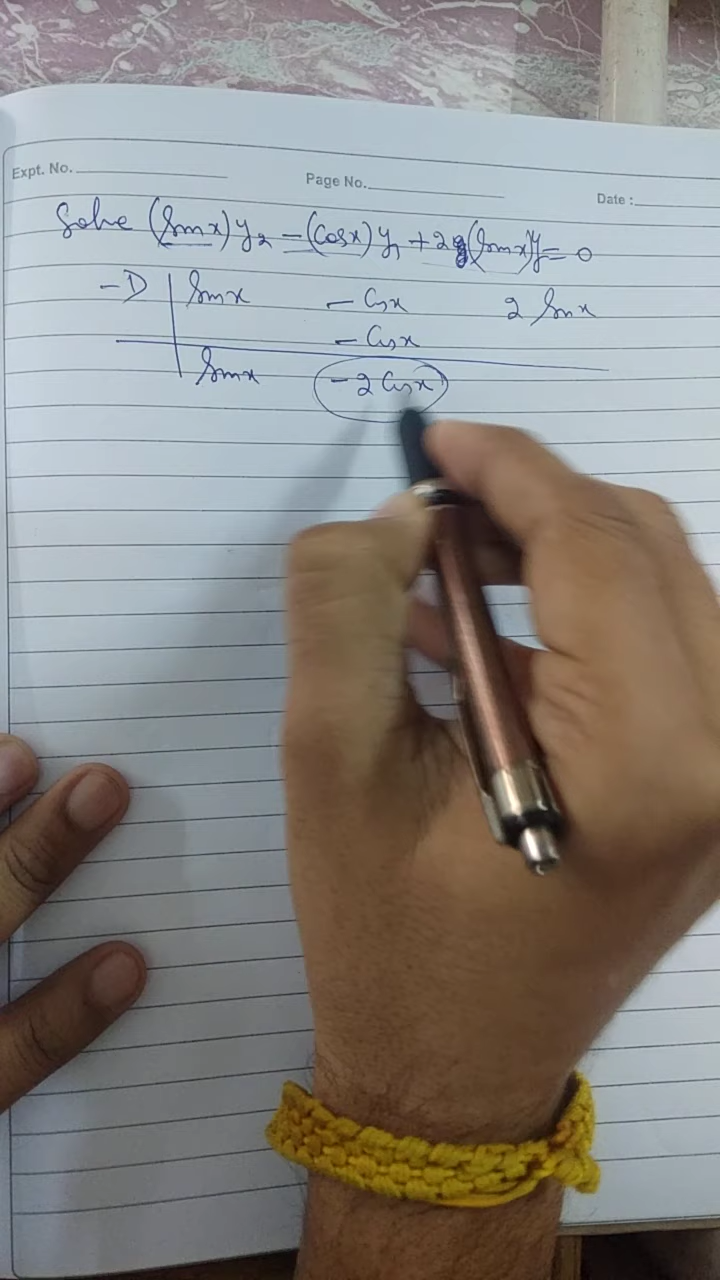 Expt. No.
Page No.
Date :
Solve (Sinx)y₂ - (Cosx)y₁ + 2(Sinx)y = 0
-D | Sinx - Cosx 2 Sinx
- Cosx
Sinx - 2 Cosx